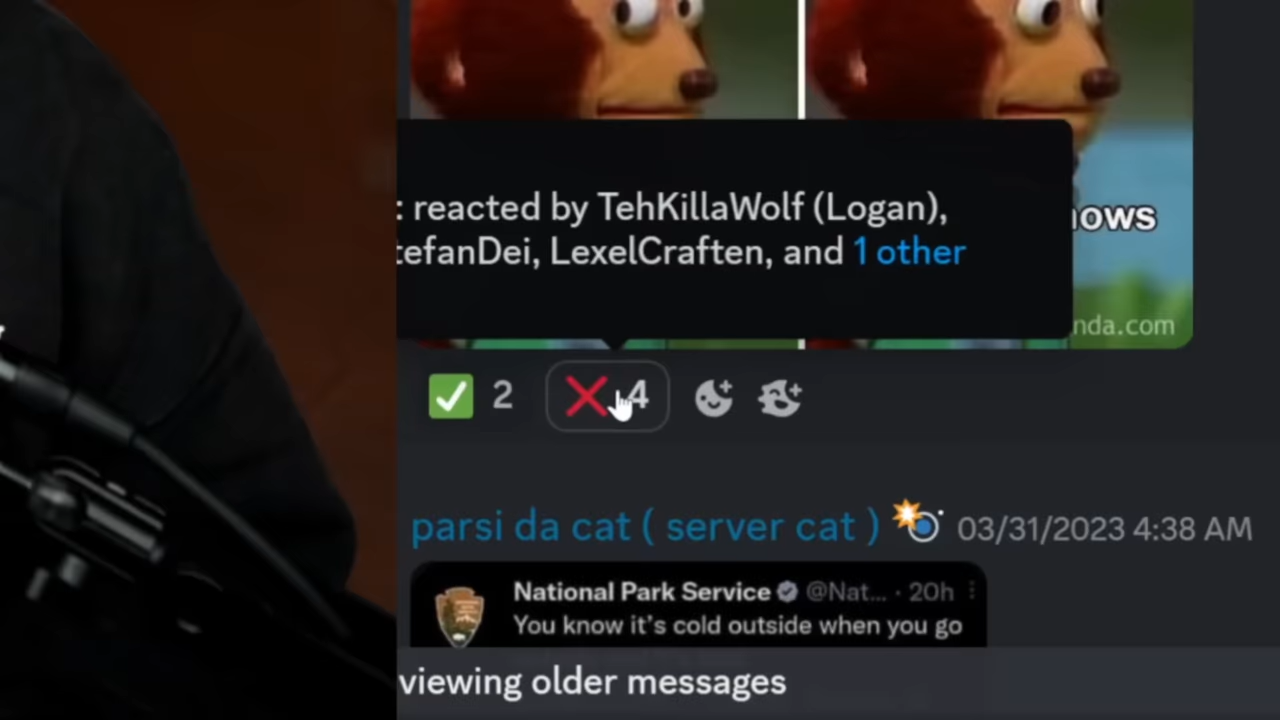 : reacted by TehKillaWolf (Logan),
tefanDei, LexelCraften, and 1 other
nows
nda.com
2
4
parsi da cat ( server cat ) 03/31/2023 4:38 AM
National Park Service @Nat... · 20h
You know it's cold outside when you go
viewing older messages